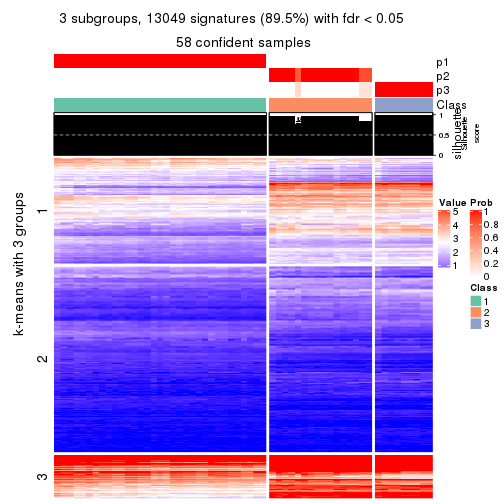 3 subgroups, 13049 signatures (89.5%) with fdr < 0.05
58 confident samples
p1
p2
p3
Class
1
0.5
0
silhouette
Silhouette
score
k-means with 3 groups
1
2
3
Value
5
4
3
2
1
Prob
1
0.8
0.6
0.4
0.2
0
Class
1
2
3